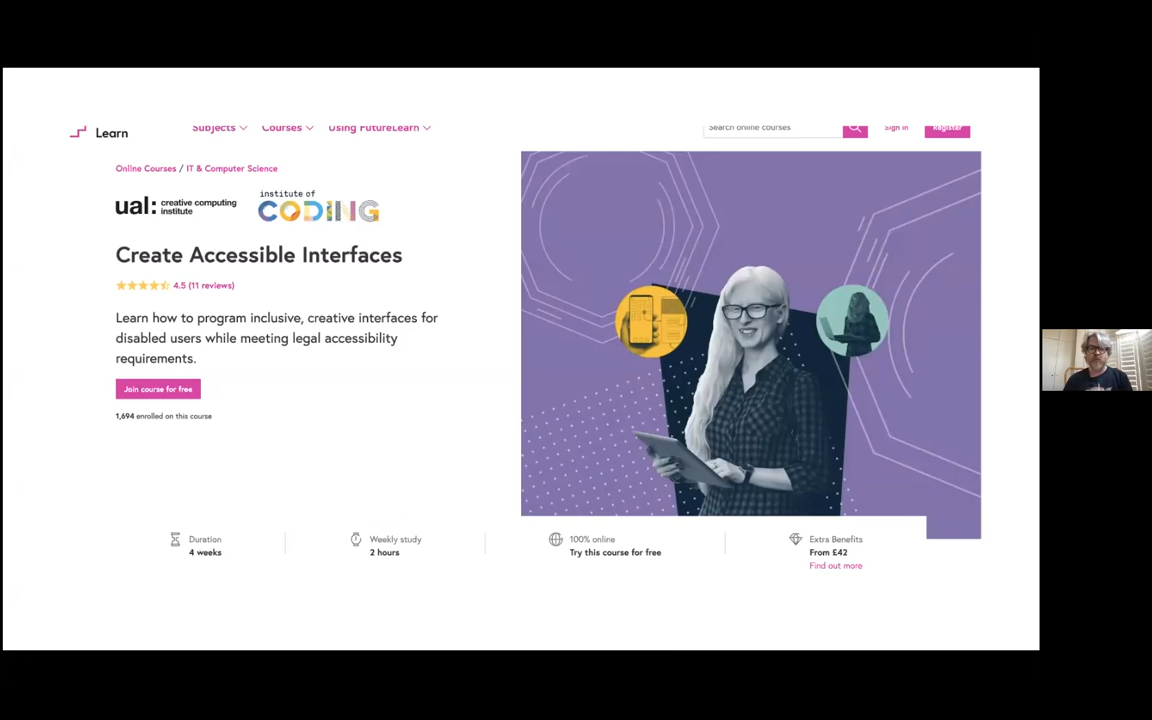 Learn
Subjects
Courses
Using FutureLearn
Search online courses
Sign in
Register
Online Courses / IT & Computer Science
ual: creative computing institute
institute of
CODING
Create Accessible Interfaces
4.5 (11 reviews)
Learn how to program inclusive, creative interfaces for
disabled users while meeting legal accessibility
requirements.
Join course for free
1,694 enrolled on this course
Duration
4 weeks
Weekly study
2 hours
100% online
Try this course for free
Extra Benefits
From £42
Find out more